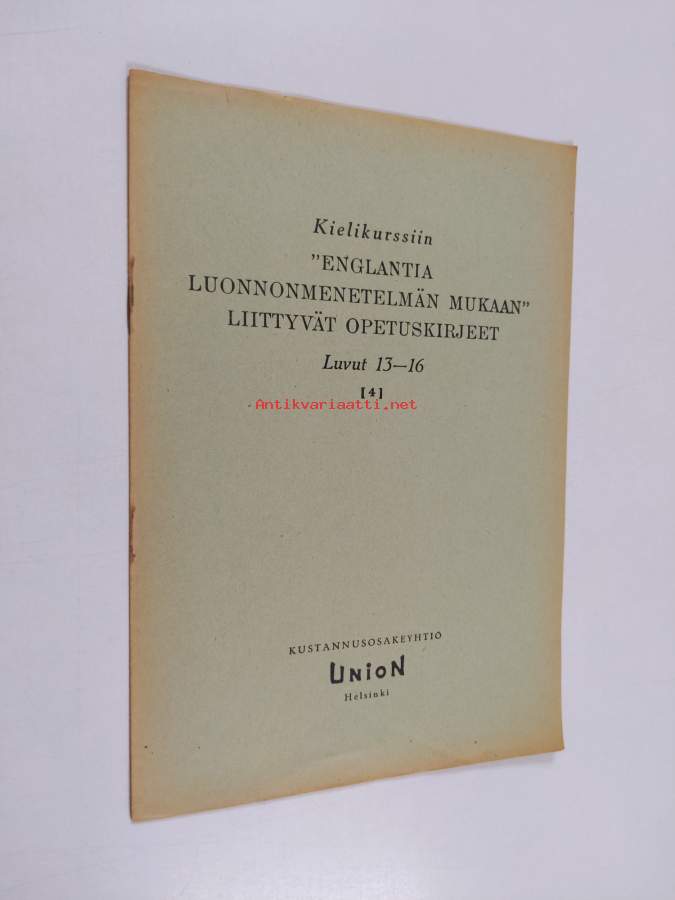 Kielikurssiin
”ENGLANTIA
LUONNONMENETELMÄN MUKAAN”
LIITTYVÄT OPETUSKIRJEET
Luvut 13—16
[4]
Antikvariaatti.net
KUSTANNUSOSAKEYHTIÖ
UNiON
Helsinki